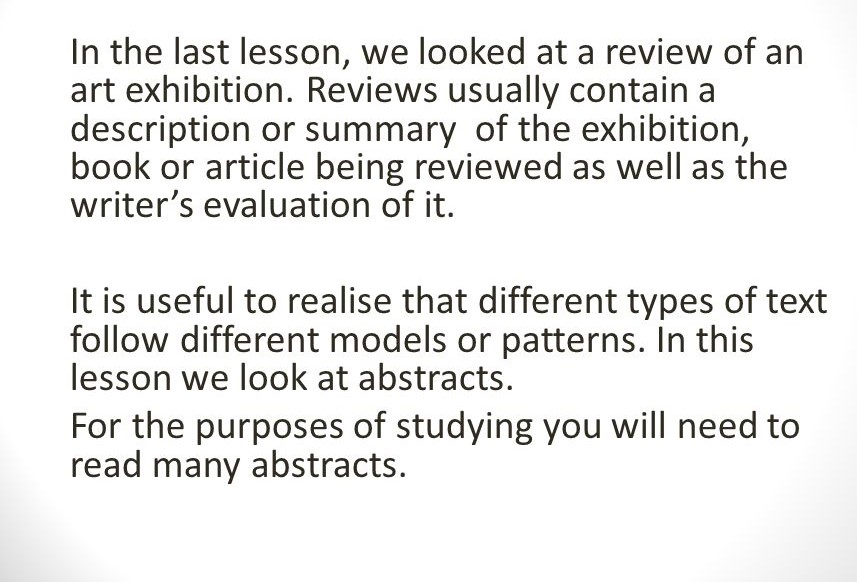 In the last lesson, we looked at a review of an
art exhibition. Reviews usually contain a
description or summary  of the exhibition,
book or article being reviewed as well as the
writer’s evaluation of it.
It is useful to realise that different types of text
follow different models or patterns. In this
lesson we look at abstracts.
For the purposes of studying you will need to
read many abstracts.